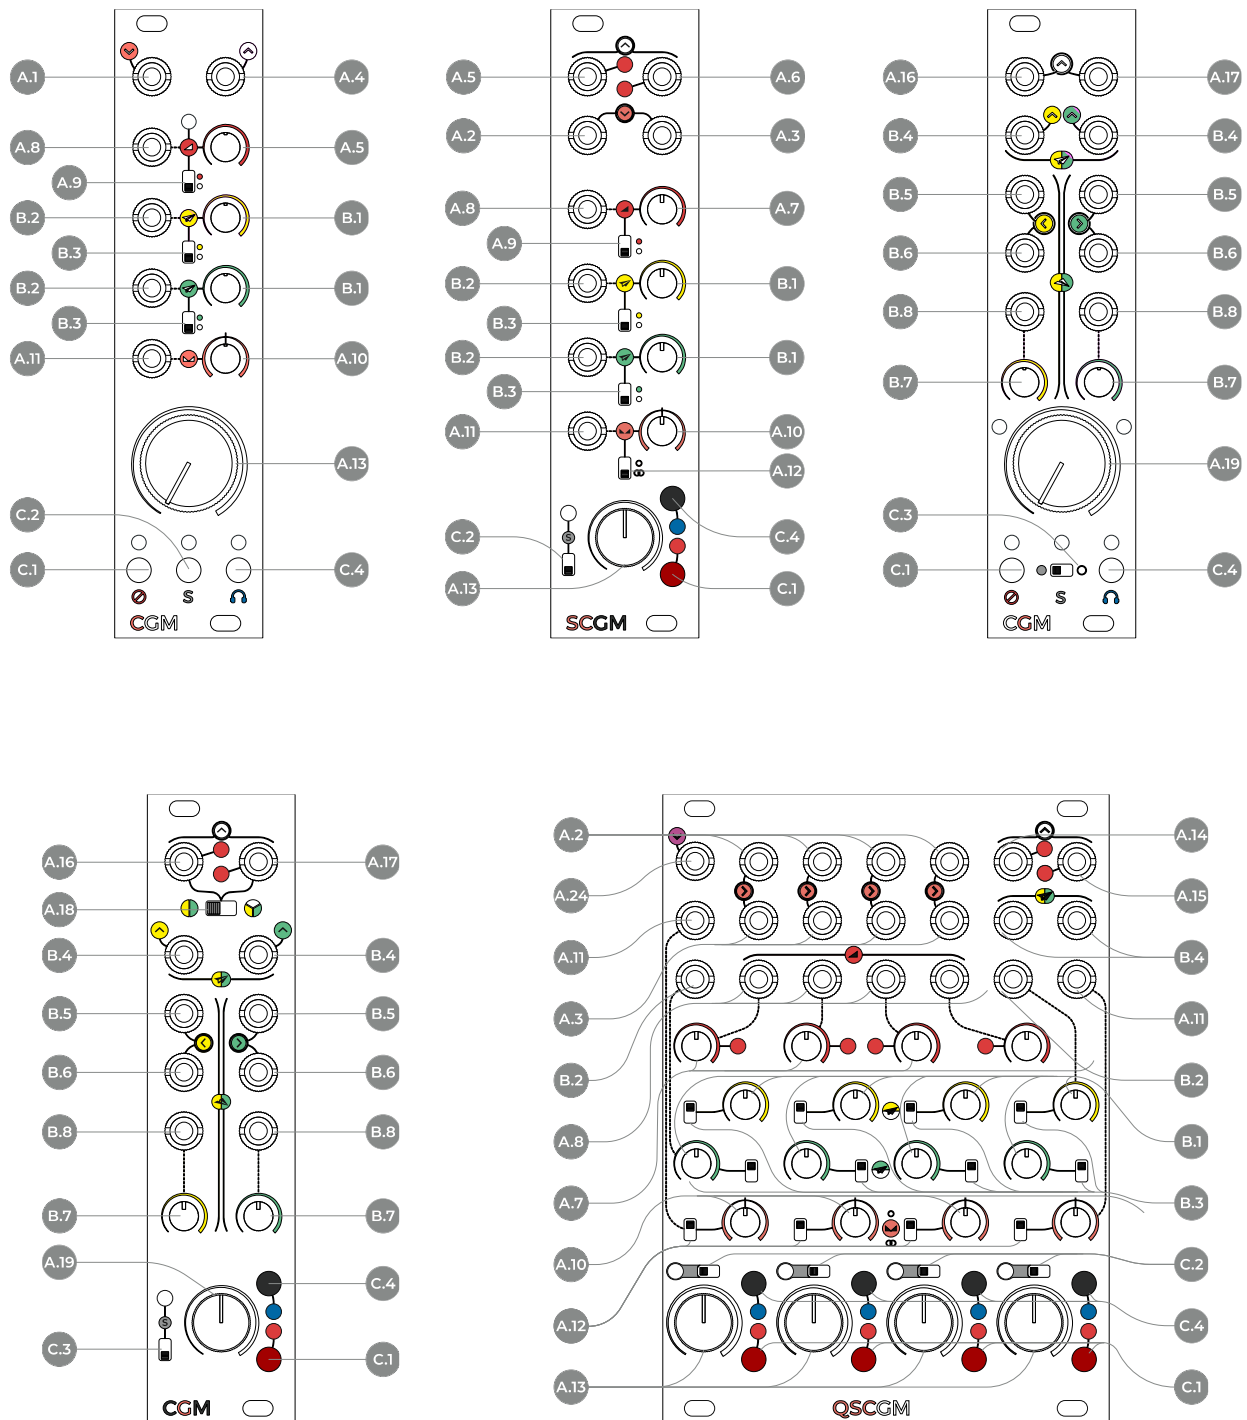 A.1 A.4
A.8 A.5
A.9
B.2 B.1
B.3
B.2 B.1
B.3
A.11 A.10
A.13
C.2
C.1 C.4
S
CGM
A.5 A.6
A.2 A.3
A.8 A.7
A.9
B.2 B.1
B.3
B.2 B.1
B.3
A.11 A.10
A.12
C.2 S C.4
A.13 C.1
SCGM
A.16 A.17
B.4 B.4
B.5 B.5
B.6 B.6
B.8 B.8
B.7 B.7
A.19
C.3
C.1 C.4
S
CGM
A.16 A.17
A.18
B.4 B.4
B.5 B.5
B.6 B.6
B.8 B.8
B.7 B.7
A.19
C.4
S
C.3 C.1
CGM
A.2 A.14
A.24 A.15
A.11 B.4
A.3 A.11
B.2 B.2
A.8 B.1
A.7 B.3
A.10 C.2
A.12 C.4
A.13 C.1
QSCGM